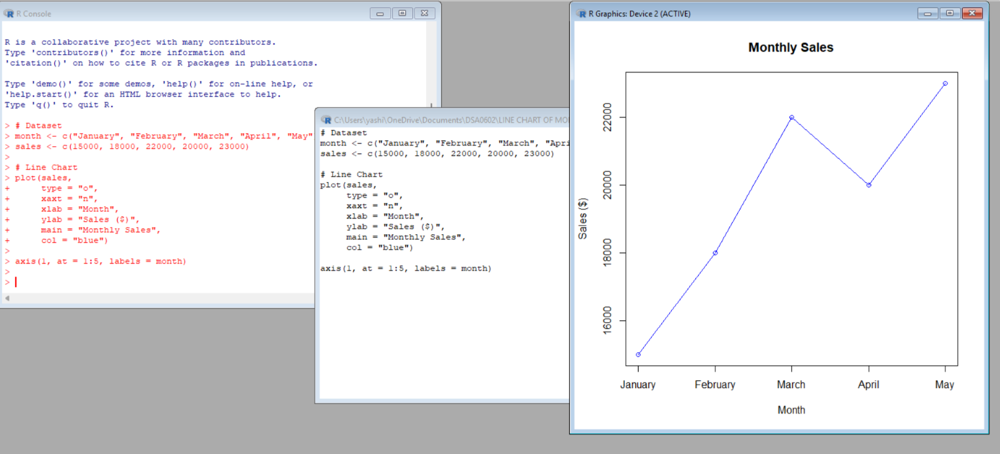 R Console
R is a collaborative project with many contributors.
Type 'contributors()' for more information and
'citation()' on how to cite R or R packages in publications.
Type 'demo()' for some demos, 'help()' for on-line help, or
'help.start()' for an HTML browser interface to help.
Type 'q()' to quit R.
> # Dataset
> month <- c("January", "February", "March", "April", "May"
> sales <- c(15000, 18000, 22000, 20000, 23000)
>
> # Line Chart
> plot(sales,
+      type = "o",
+      xaxt = "n",
+      xlab = "Month",
+      ylab = "Sales ($)",
+      main = "Monthly Sales",
+      col = "blue")
>
> axis(1, at = 1:5, labels = month)
>
>
C:\Users\yashi\OneDrive\Documents\DSA0602\LINE CHART OF MO
# Dataset
month <- c("January", "February", "March", "Apri
sales <- c(15000, 18000, 22000, 20000, 23000)
# Line Chart
plot(sales,
     type = "o",
     xaxt = "n",
     xlab = "Month",
     ylab = "Sales ($)",
     main = "Monthly Sales",
     col = "blue")
axis(1, at = 1:5, labels = month)
R Graphics: Device 2 (ACTIVE)
Monthly Sales
Sales ($)
22000
20000
18000
16000
January February March April May
Month